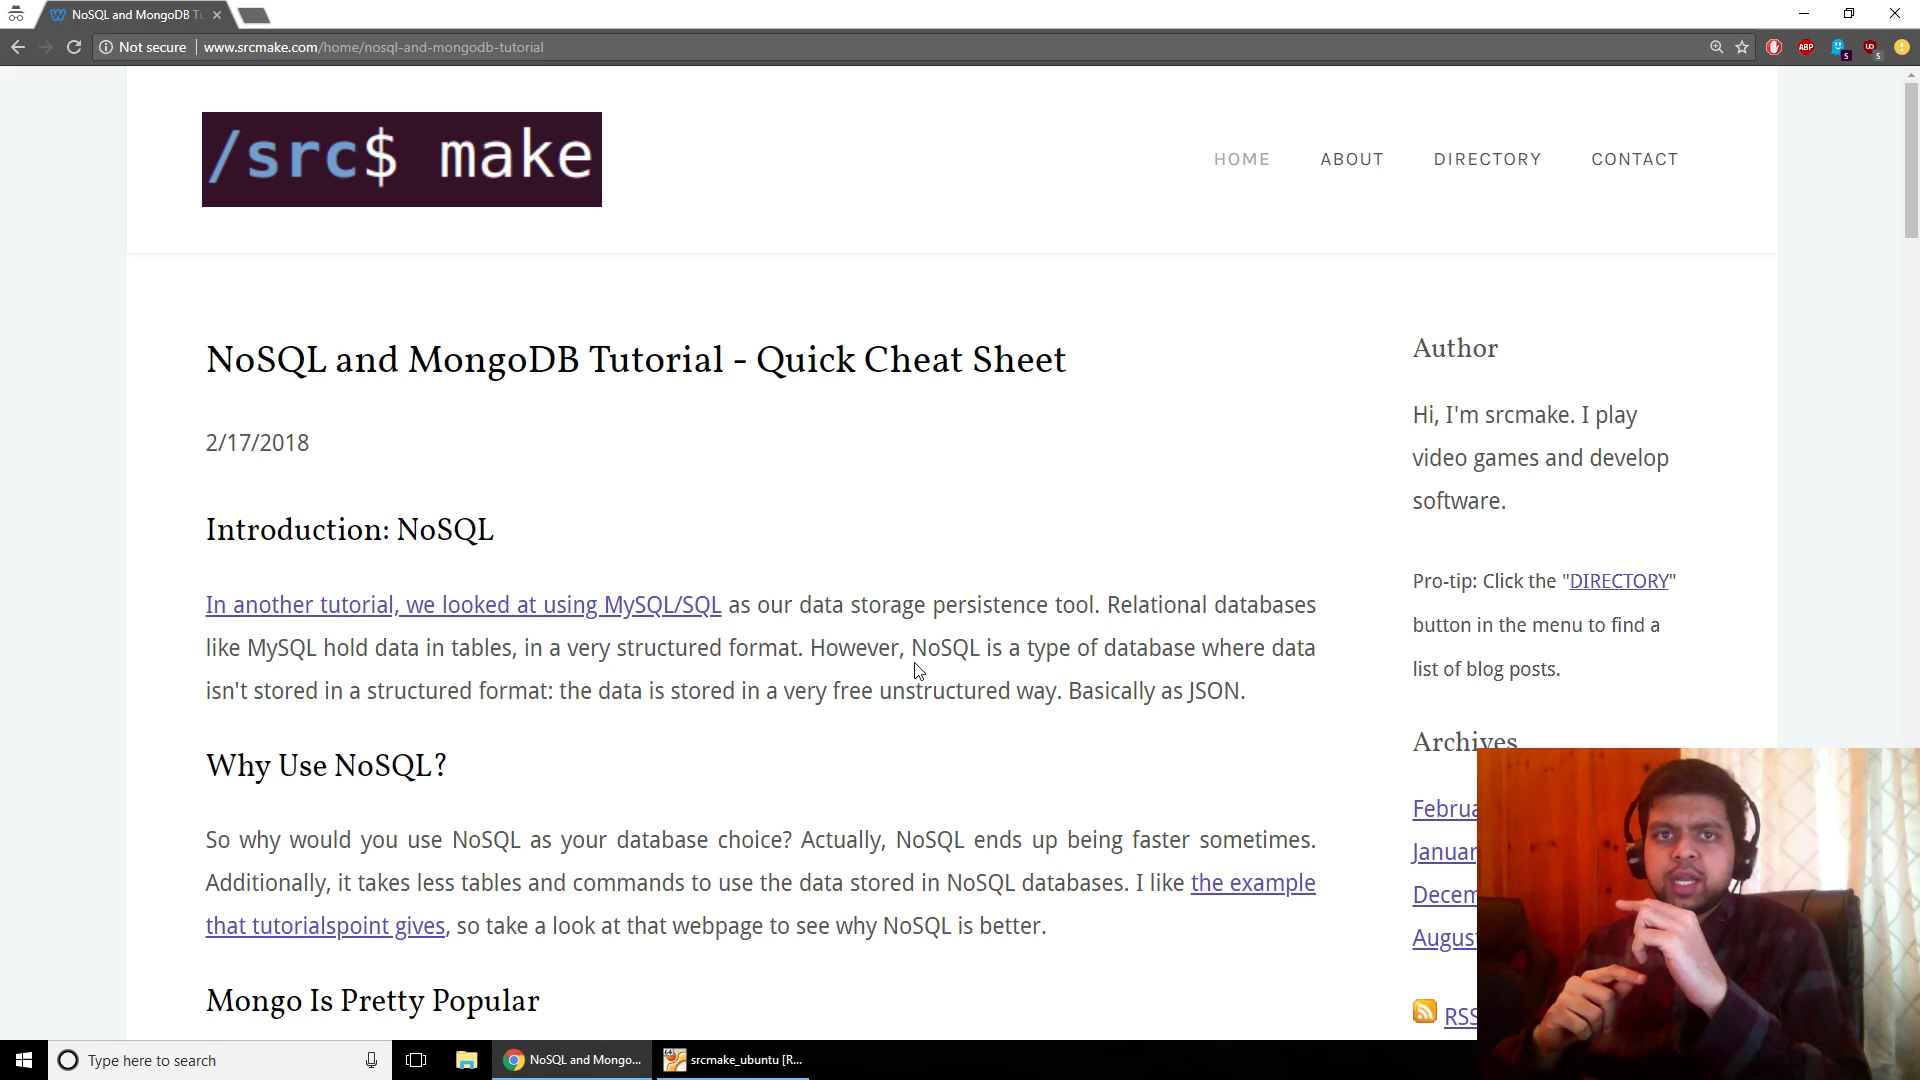 NoSQL and MongoDB Tu
Not secure
www.srcmake.com/home/nosql-and-mongodb-tutorial
ABP
5
UD
5
/src$ make
HOME
ABOUT
DIRECTORY
CONTACT
NoSQL and MongoDB Tutorial - Quick Cheat Sheet
2/17/2018
Introduction: NoSQL
In another tutorial, we looked at using MySQL/SQL as our data storage persistence tool. Relational databases
like MySQL hold data in tables, in a very structured format. However, NoSQL is a type of database where data
isn't stored in a structured format: the data is stored in a very free unstructured way. Basically as JSON.
Why Use NoSQL?
So why would you use NoSQL as your database choice? Actually, NoSQL ends up being faster sometimes.
Additionally, it takes less tables and commands to use the data stored in NoSQL databases. I like the example
that tutorialspoint gives, so take a look at that webpage to see why NoSQL is better.
Mongo Is Pretty Popular
Author
Hi, I'm srcmake. I play
video games and develop
software.
Pro-tip: Click the "DIRECTORY"
button in the menu to find a
list of blog posts.
Archives
Februa
Januar
Decem
Augus
RSS
Type here to search
NoSQL and Mongo...
srcmake_ubuntu [R...